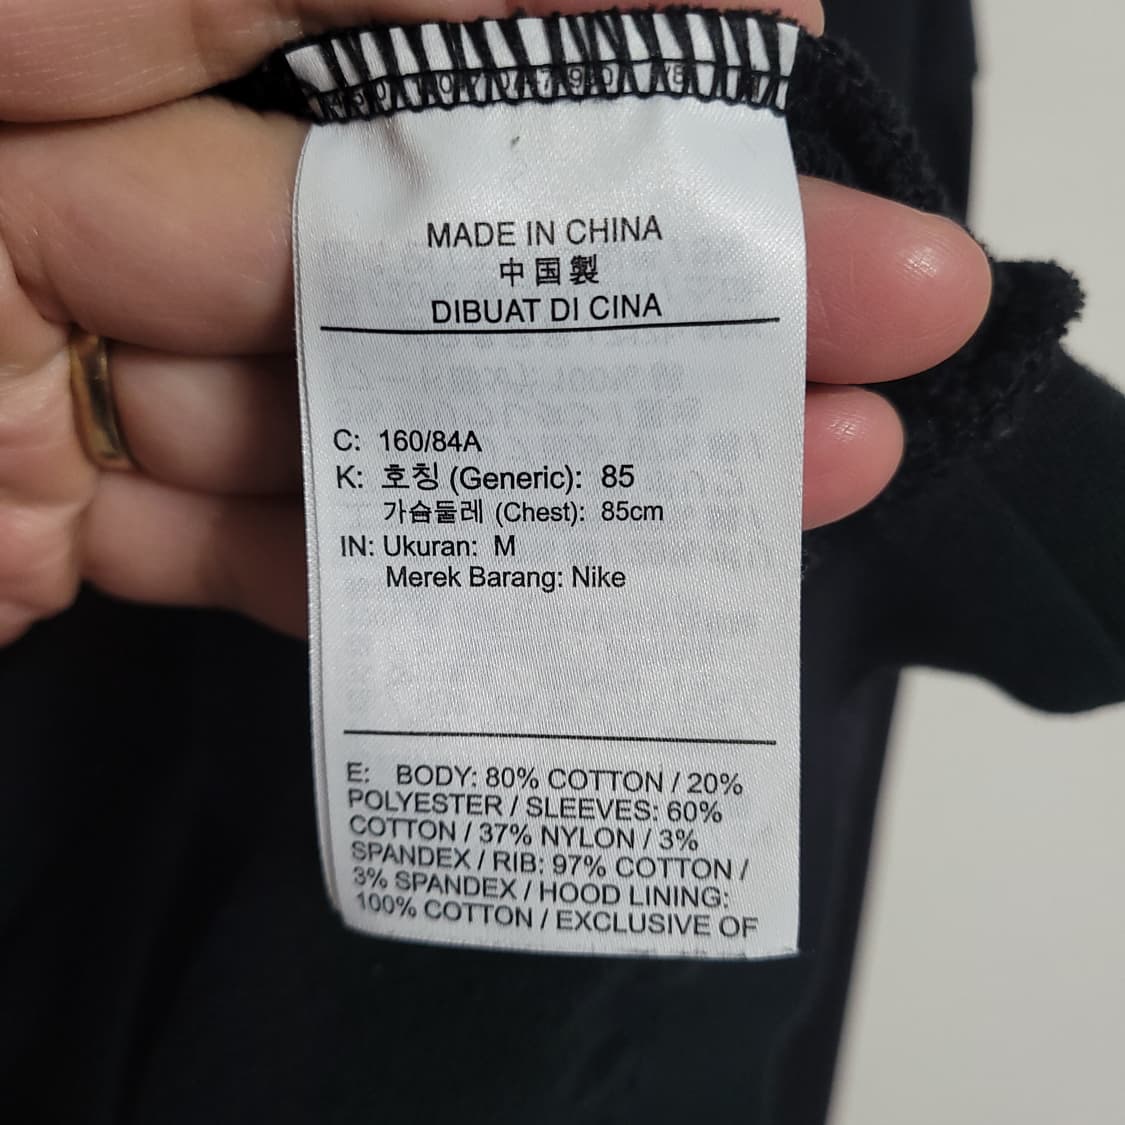 MADE IN CHINA
中国製
DIBUAT DI CINA
C: 160/84A
K: 호칭 (Generic): 85
가슴둘레 (Chest): 85cm
IN: Ukuran: M
Merek Barang: Nike
E: BODY: 80% COTTON / 20%
POLYESTER / SLEEVES: 60%
COTTON / 37% NYLON / 3%
SPANDEX / RIB: 97% COTTON /
3% SPANDEX / HOOD LINING:
100% COTTON / EXCLUSIVE OF